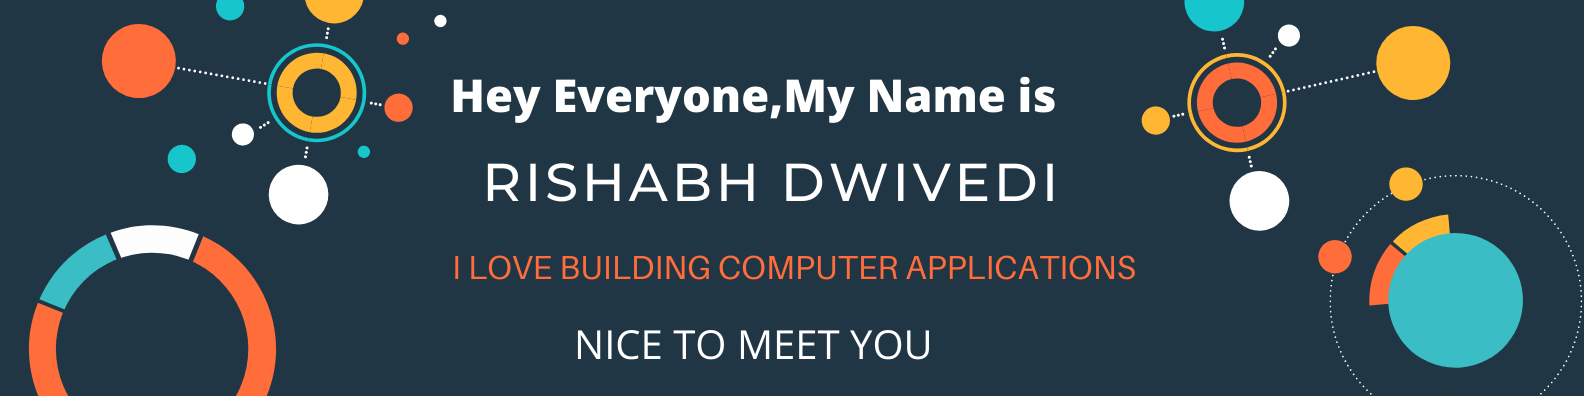 Hey Everyone,My Name is
RISHABH DWIVEDI
I LOVE BUILDING COMPUTER APPLICATIONS
NICE TO MEET YOU